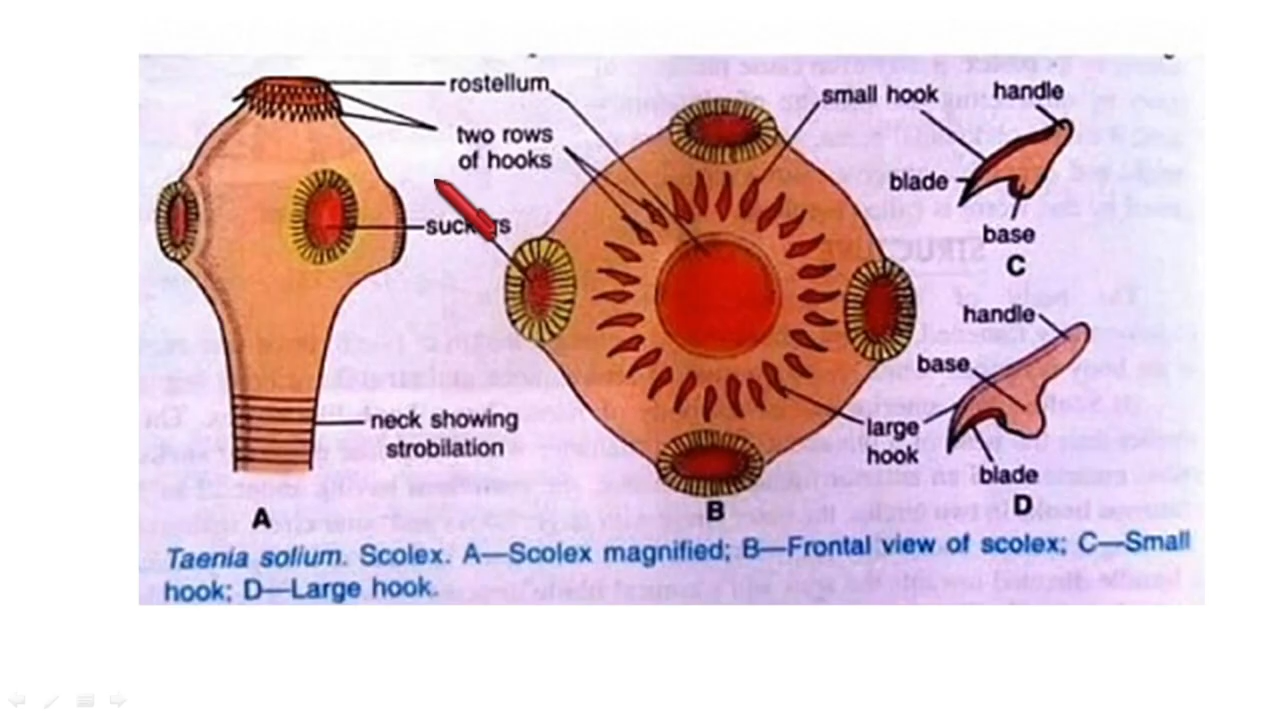 rostellum
small hook
handle
two rows
of hooks
blade
suckers
base
C
handle
base
neck showing
strobilation
large
hook
blade
A
B
D
Taenia solium. Scolex. A—Scolex magnified; B—Frontal view of scolex; C—Small
hook; D—Large hook.